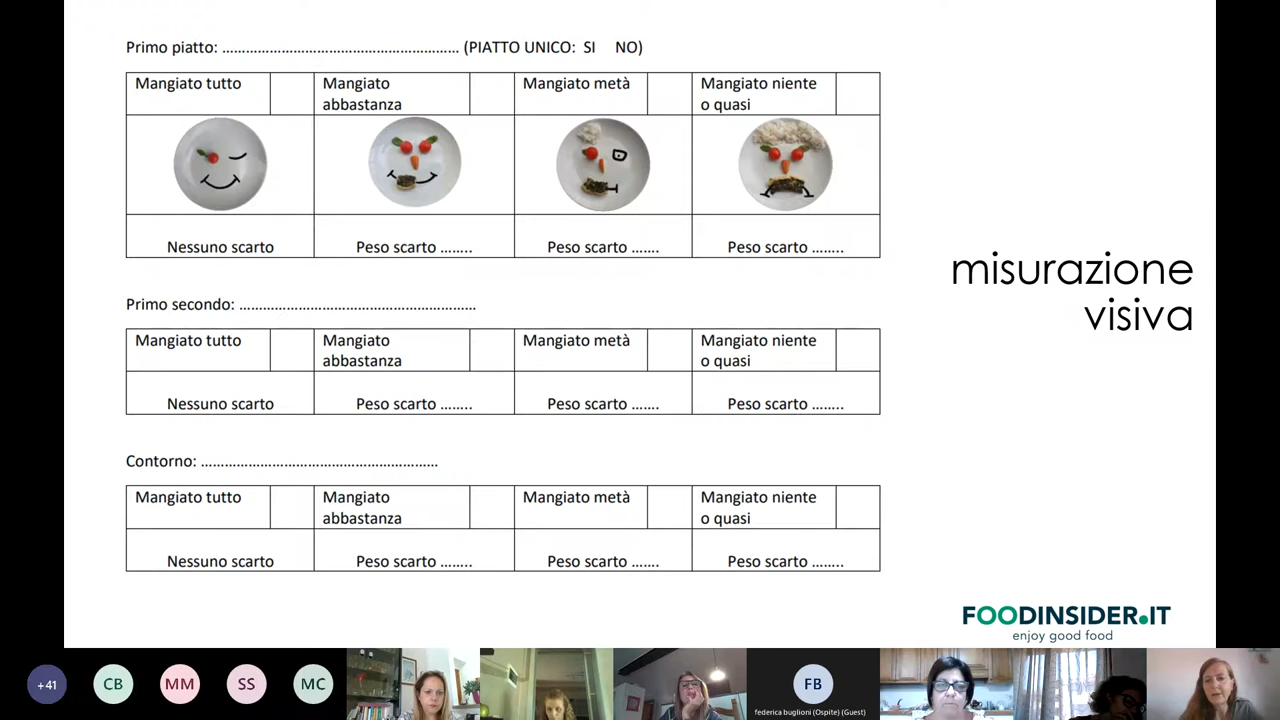 Primo piatto: …………………………………………………… (PIATTO UNICO: SI NO)
Mangiato tutto
Mangiato abbastanza
Mangiato metà
Mangiato niente o quasi
Nessuno scarto
Peso scarto ……..
Peso scarto …….
Peso scarto ……..
Primo secondo: ……………………………………………………
Mangiato tutto
Mangiato abbastanza
Mangiato metà
Mangiato niente o quasi
Nessuno scarto
Peso scarto ……..
Peso scarto …….
Peso scarto ……..
Contorno: ……………………………………………………
Mangiato tutto
Mangiato abbastanza
Mangiato metà
Mangiato niente o quasi
Nessuno scarto
Peso scarto ……..
Peso scarto …….
Peso scarto ……..
misurazione
visiva
FOODINSIDER.IT
enjoy good food
+41
CB
MM
SS
MC
FB
federica buglioni (Ospite) (Guest)